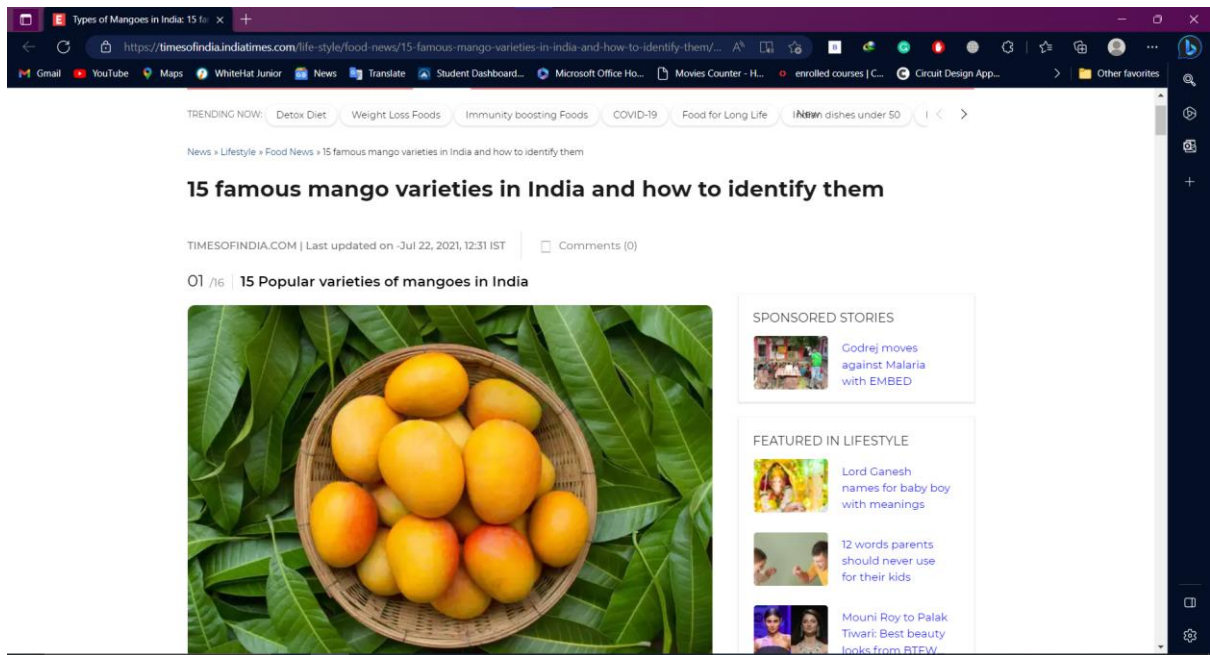 Types of Mangoes in India: 15 fa
https://timesofindia.indiatimes.com/life-style/food-news/15-famous-mango-varieties-in-india-and-how-to-identify-them/...
Gmail YouTube Maps WhiteHat Junior News Translate Student Dashboard... Microsoft Office Ho... Movies Counter - H... enrolled courses | C... Circuit Design App... Other favorites
TRENDING NOW: Detox Diet Weight Loss Foods Immunity boosting Foods COVID-19 Food for Long Life Indian dishes under 50
New
News » Lifestyle » Food News » 15 famous mango varieties in India and how to identify them
15 famous mango varieties in India and how to identify them
TIMESOFINDIA.COM | Last updated on -Jul 22, 2021, 12:31 IST Comments (0)
01 /16 15 Popular varieties of mangoes in India
SPONSORED STORIES
Godrej moves
against Malaria
with EMBED
FEATURED IN LIFESTYLE
Lord Ganesh
names for baby boy
with meanings
12 words parents
should never use
for their kids
Mouni Roy to Palak
Tiwari: Best beauty
looks from BTFW...